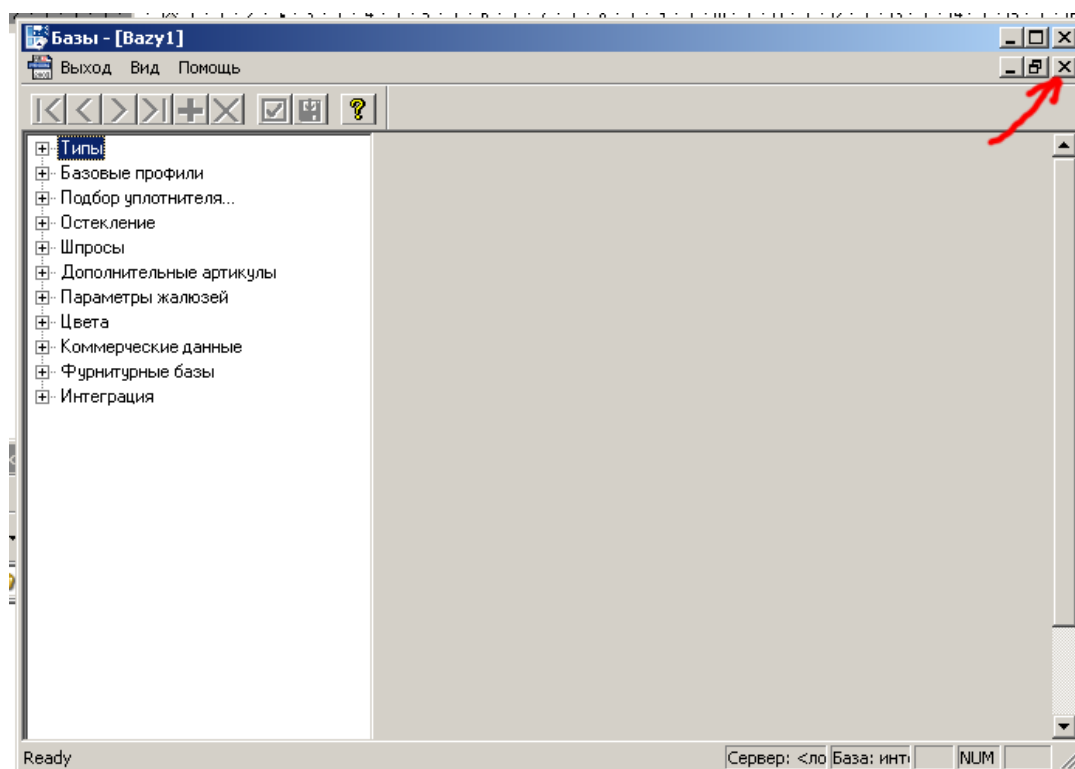 Базы - [Bazy1]
Выход Вид Помощь
Типы
Базовые профили
Подбор уплотнителя...
Остекление
Шпросы
Дополнительные артикулы
Параметры жалюзей
Цвета
Коммерческие данные
Фурнитурные базы
Интеграция
Ready Сервер: <ло База: инт NUM